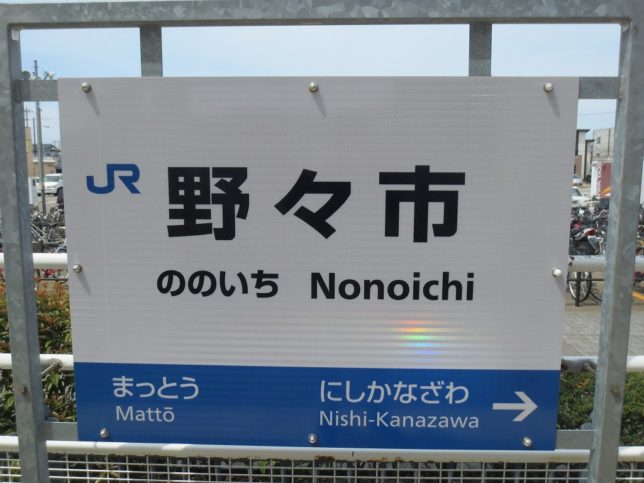 JR 野々市
ののいち Nonoichi
まっとう にしかなざわ →
Mattō Nishi-Kanazawa